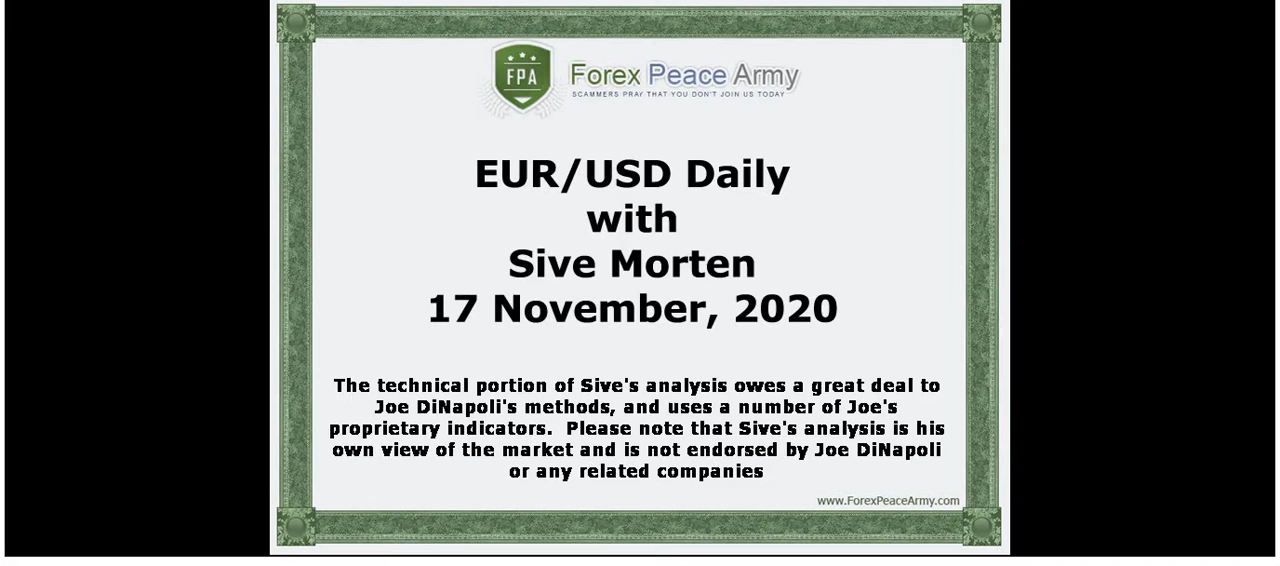 FPA
Forex Peace Army
SCAMMERS PRAY THAT YOU DON'T JOIN US TODAY
EUR/USD Daily
with
Sive Morten
17 November, 2020
The technical portion of Sive's analysis owes a great deal to
Joe DiNapoli's methods, and uses a number of Joe's
proprietary indicators.  Please note that Sive's analysis is his
own view of the market and is not endorsed by Joe DiNapoli
or any related companies
www.ForexPeaceArmy.com